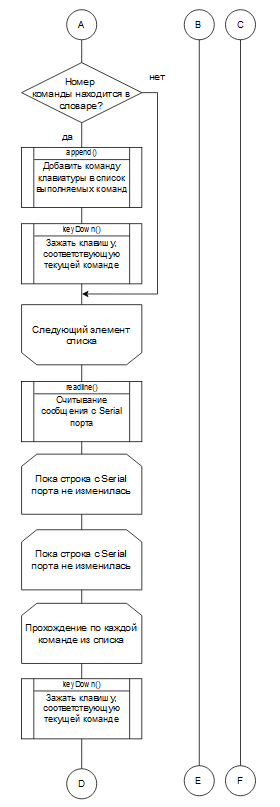 A
B
C
Номер
команды находится в
словаре?
нет
да
append()
Добавить команду
клавиатуры в список
выполняемых команд
keyDown()
Зажать клавишу,
соответствующую
текущей команде
Следующий элемент
списка
readline()
Считывание
сообщения с Serial
порта
Пока строка с Serial
порта не изменилась
Пока строка с Serial
порта не изменилась
Прохождение по каждой
команде из списка
keyDown()
Зажать клавишу,
соответствующую
текущей команде
D
E
F